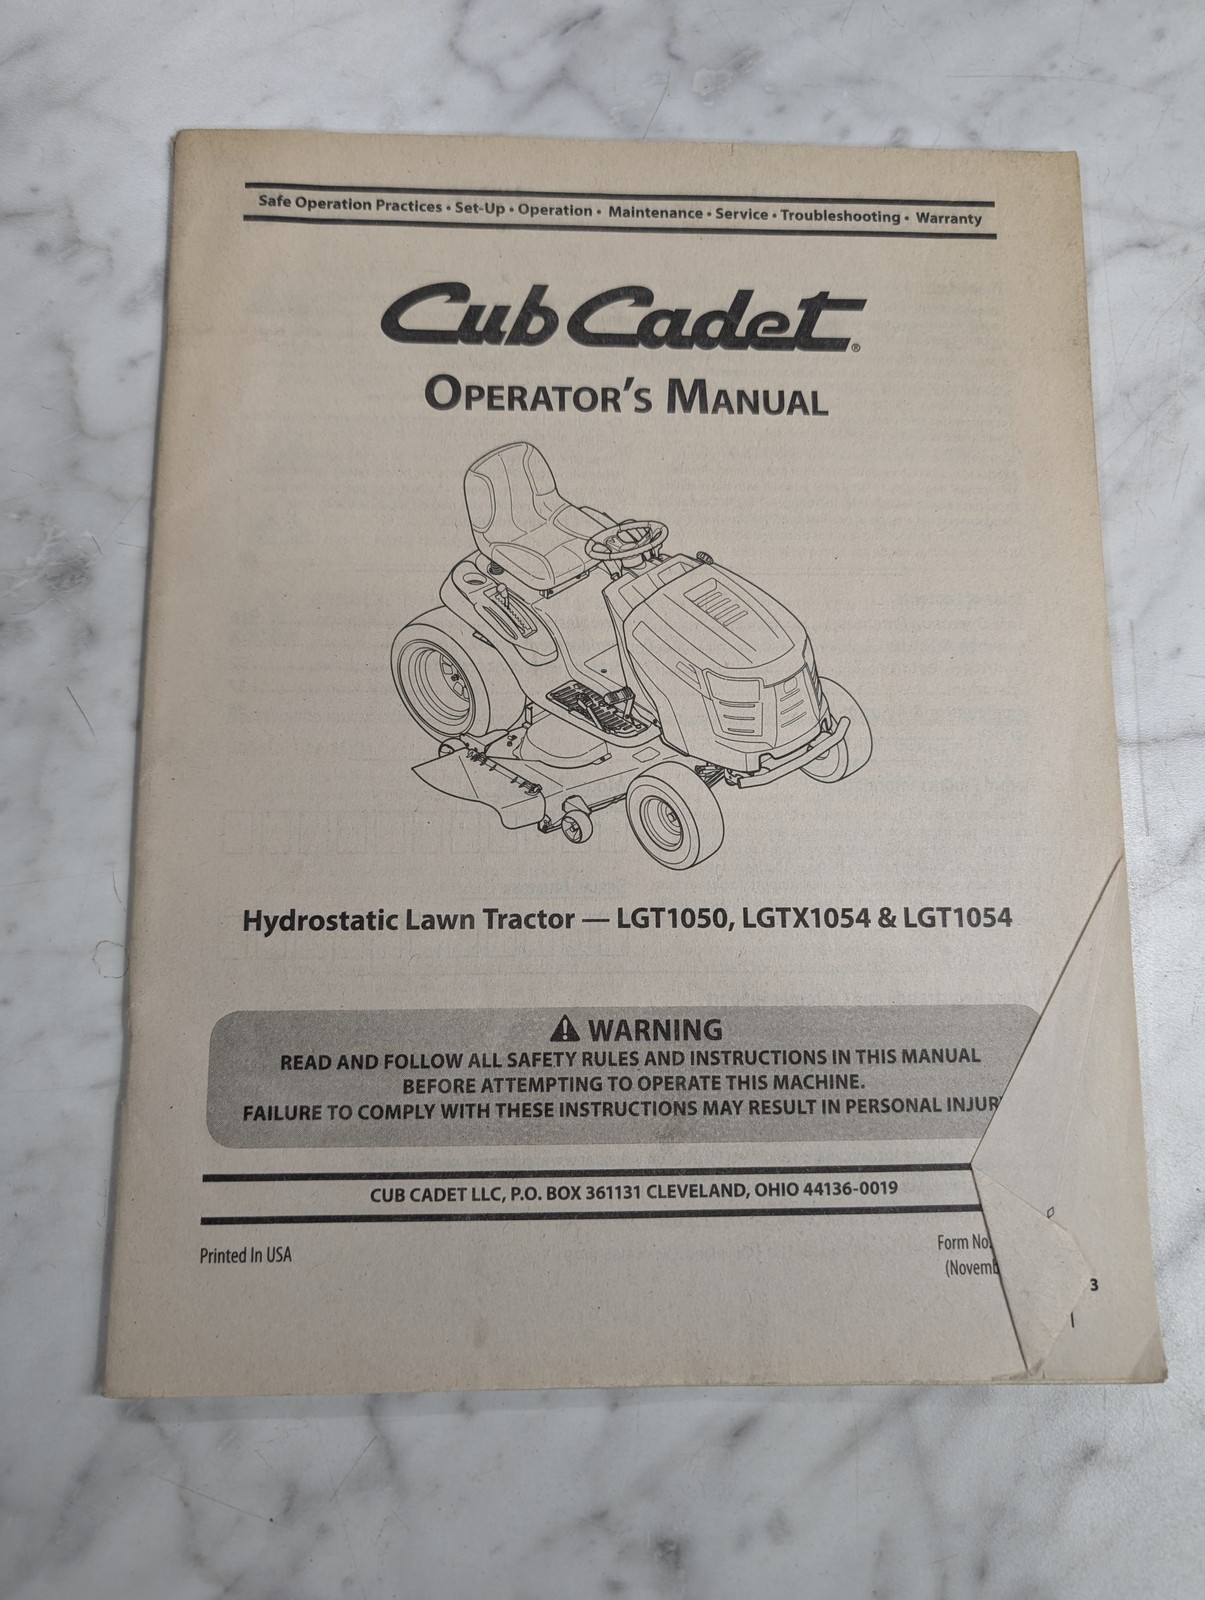 Safe Operation Practices • Set-Up • Operation • Maintenance • Service • Troubleshooting • Warranty
Cub Cadet®
OPERATOR'S MANUAL
Hydrostatic Lawn Tractor — LGT1050, LGTX1054 & LGT1054
WARNING
READ AND FOLLOW ALL SAFETY RULES AND INSTRUCTIONS IN THIS MANUAL
BEFORE ATTEMPTING TO OPERATE THIS MACHINE.
FAILURE TO COMPLY WITH THESE INSTRUCTIONS MAY RESULT IN PERSONAL
CUB CADET LLC, P.O. BOX 361131 CLEVELAND, OHIO 44136-0019
Printed In USA
Form No.
3